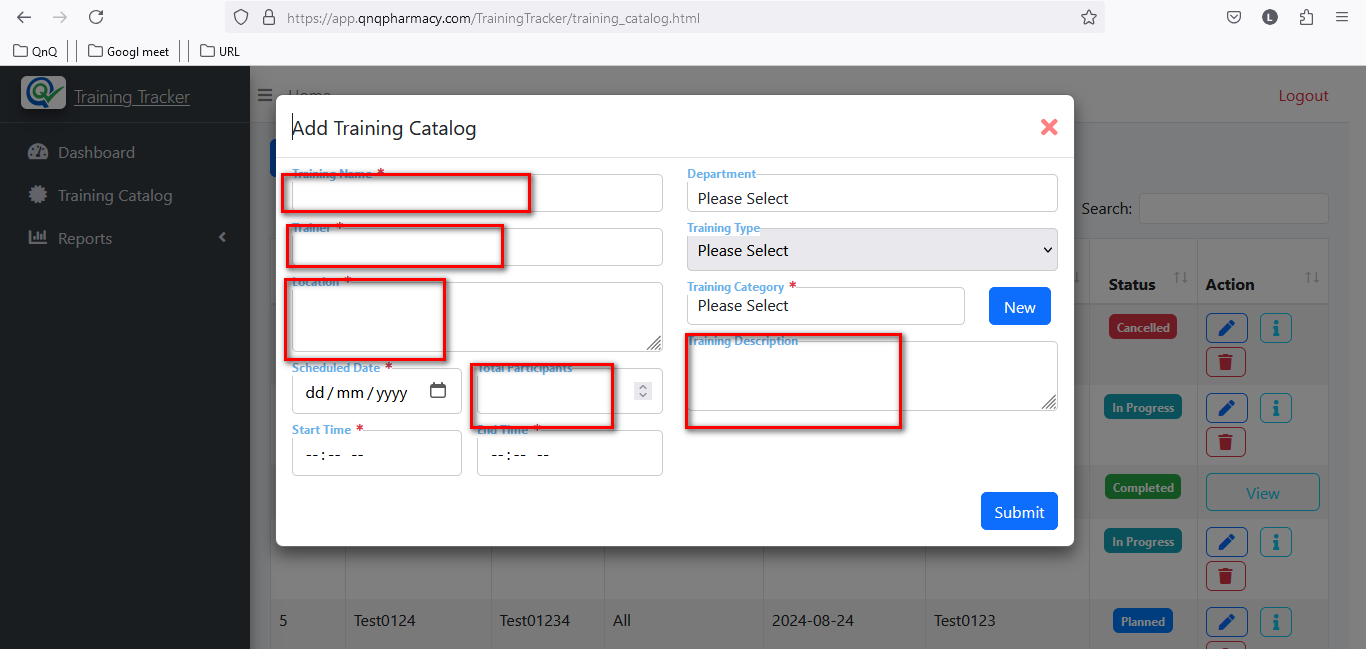 https://app.qnqpharmacy.com/TrainingTracker/training_catalog.html
L
QnQ
Googl meet
URL
Training Tracker
Home
Logout
Dashboard
Training Catalog
Reports
Add Training Catalog
Training Name *
Department
Please Select
Search:
Trainer *
Training Type
Please Select
Location *
Training Category *
Please Select
New
Status
Action
Cancelled
Training Description
Scheduled Date *
dd/mm/yyyy
Total Participants
In Progress
Start Time *
--:-- --
End Time *
--:-- --
Completed
View
Submit
In Progress
5 Test0124 Test01234 All 2024-08-24 Test0123 Planned